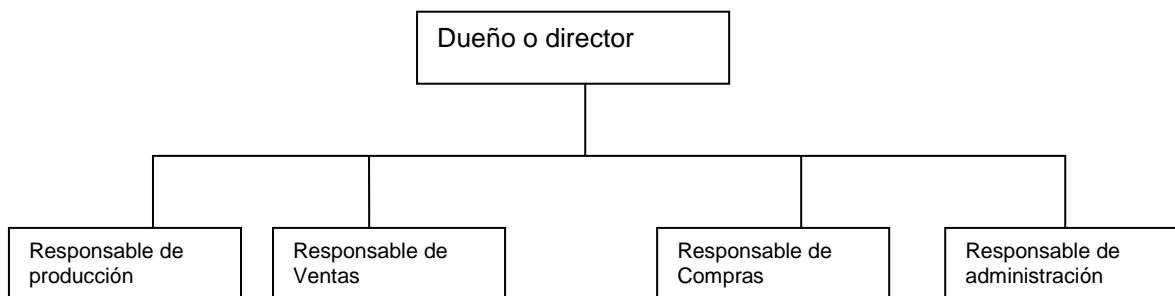 Dueño o director
Responsable de
producción
Responsable de
Ventas
Responsable de
Compras
Responsable de
administración